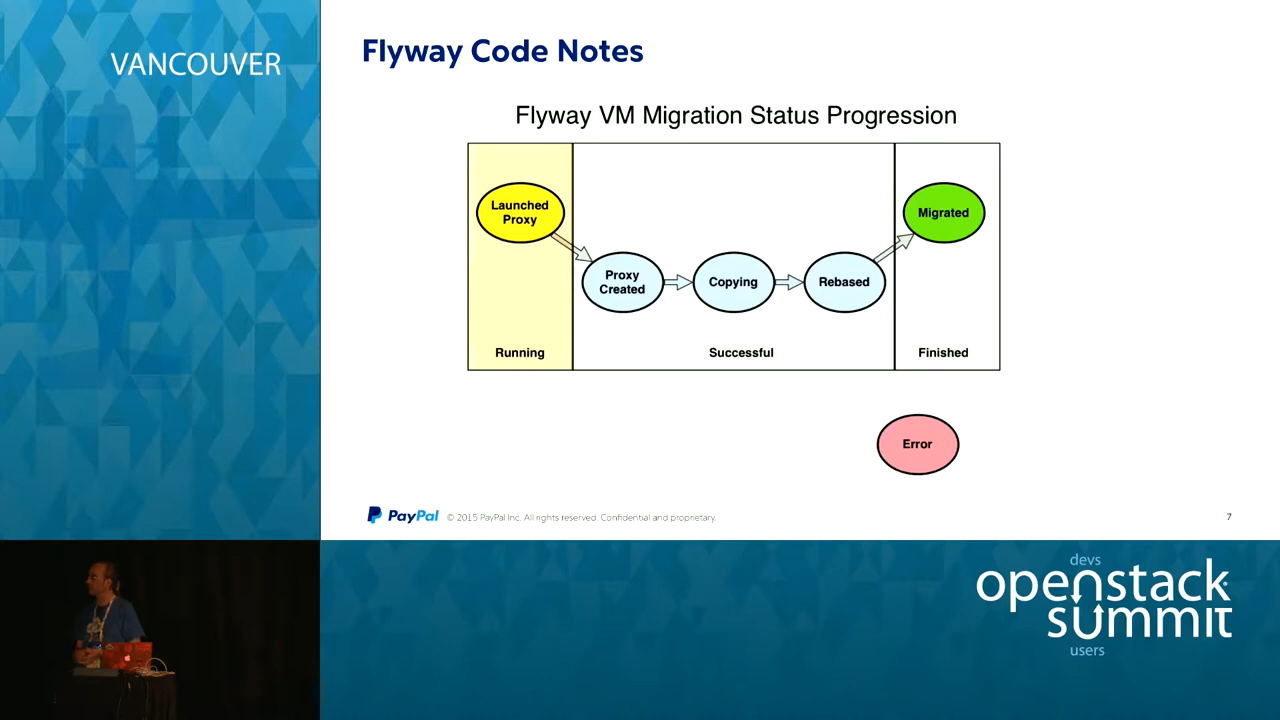 VANCOUVER
Flyway Code Notes
Flyway VM Migration Status Progression
Launched
Proxy
Proxy
Created
Copying
Rebased
Migrated
Running
Successful
Finished
Error
PayPal © 2015 PayPal Inc. All rights reserved. Confidential and proprietary.
7
devs
openstack
summit
users